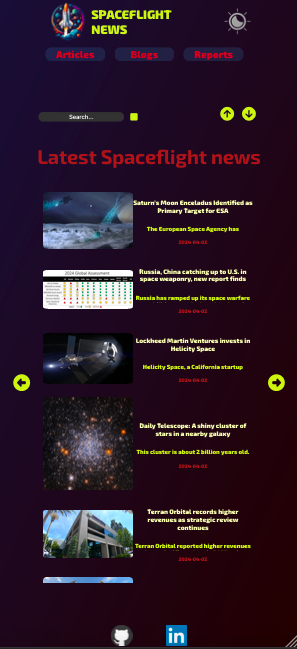 SPACEFLIGHT
NEWS
Articles
Blogs
Reports
Search...
Latest Spaceflight news
Saturn's Moon Enceladus Identified as
Primary Target for ESA
The European Space Agency has
2024-04-02
2024 Global Assessment
Russia, China catching up to U.S. in
space weaponry, new report finds
Russia has ramped up its space warfare
2024-04-02
Lockheed Martin Ventures invests in
Helicity Space
Helicity Space, a California startup
2024-04-02
Daily Telescope: A shiny cluster of
stars in a nearby galaxy
This cluster is about 2 billion years old.
2024-04-02
Terran Orbital records higher
revenues as strategic review
continues
Terran Orbital reported higher revenues
2024-04-02
in